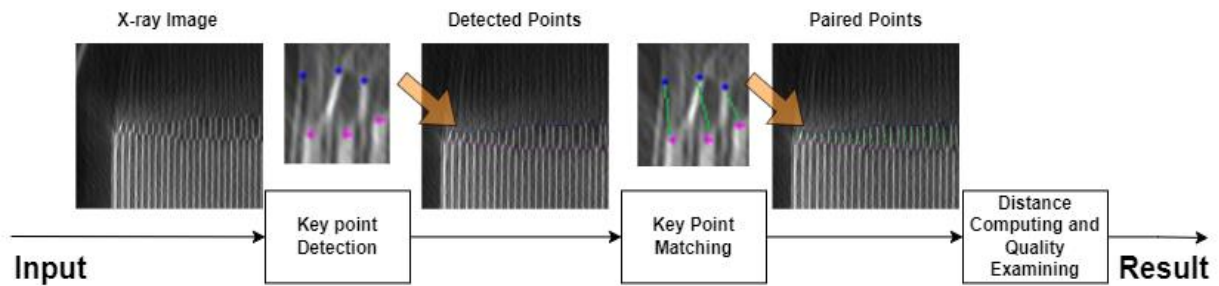 X-ray Image
Detected Points
Paired Points
Key point
Detection
Key Point
Matching
Distance
Computing and
Quality
Examining
Input
Result